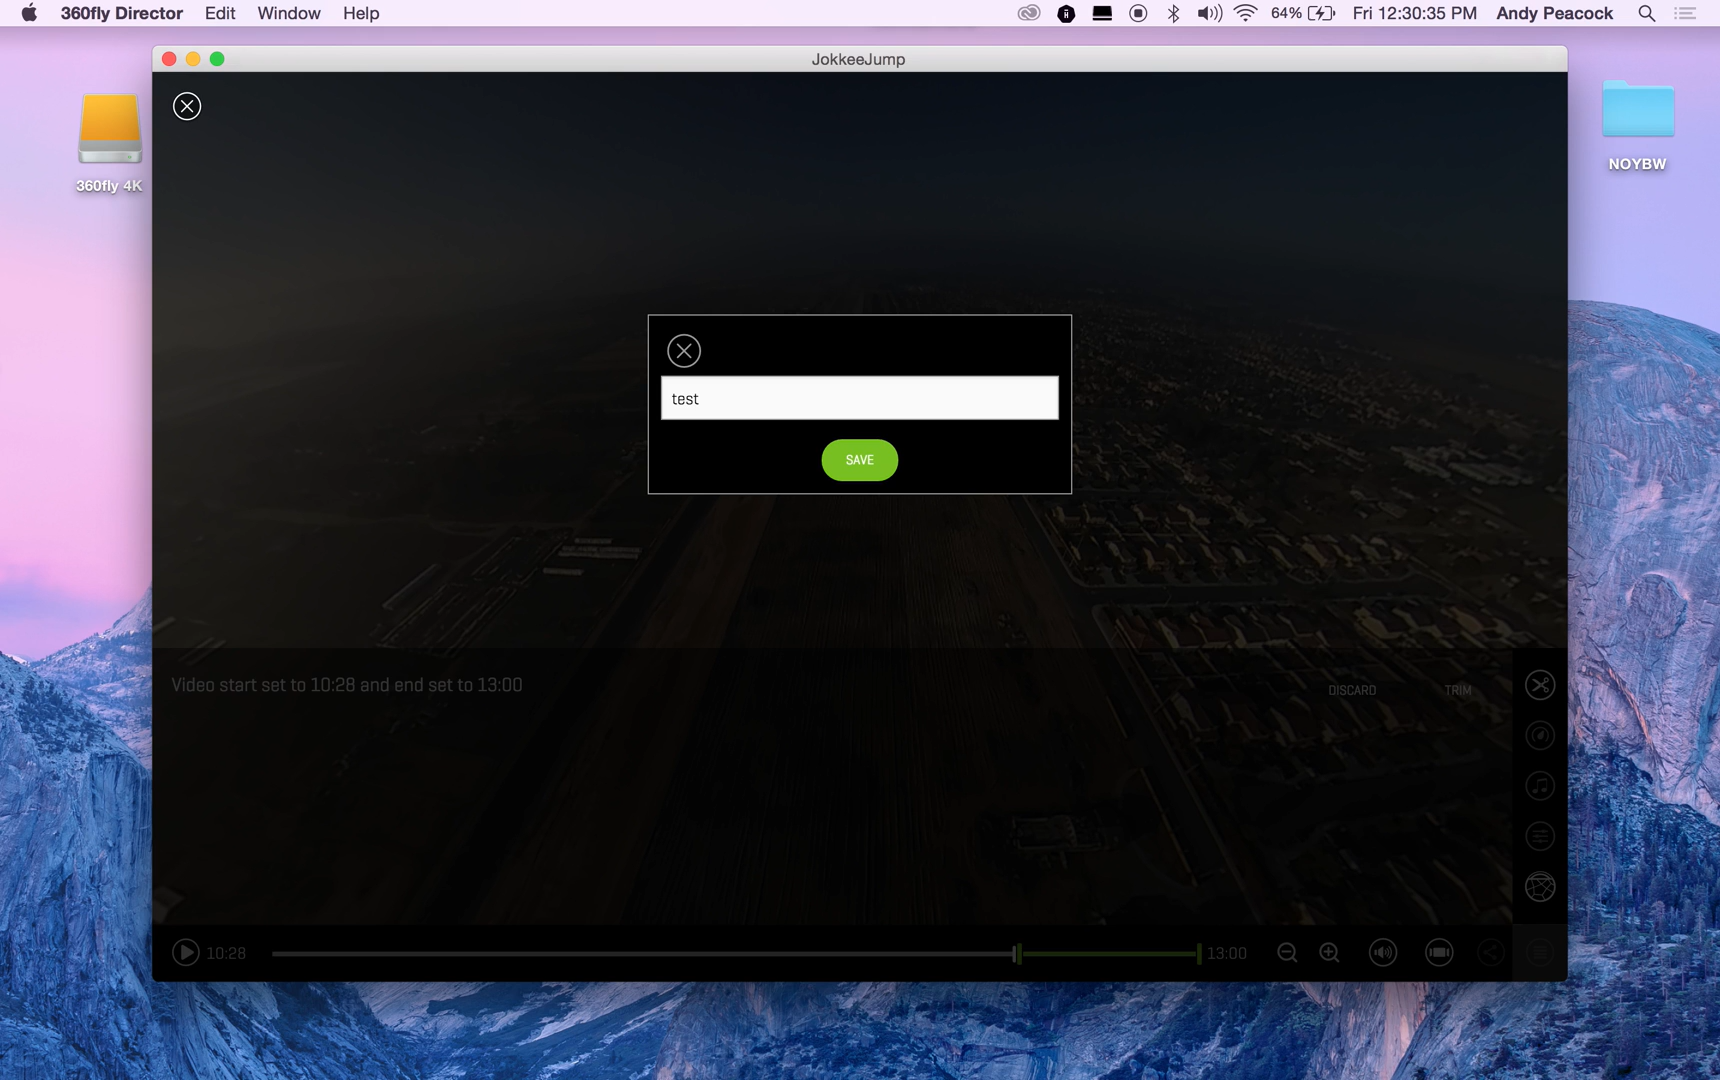 360fly Director Edit Window Help 64% Fri 12:30:35 PM Andy Peacock
JokkeeJump
360fly 4K
NOYBW
test
SAVE
Video start set to 10:28 and end set to 13:00
DISCARD TRIM
10:28 13:00